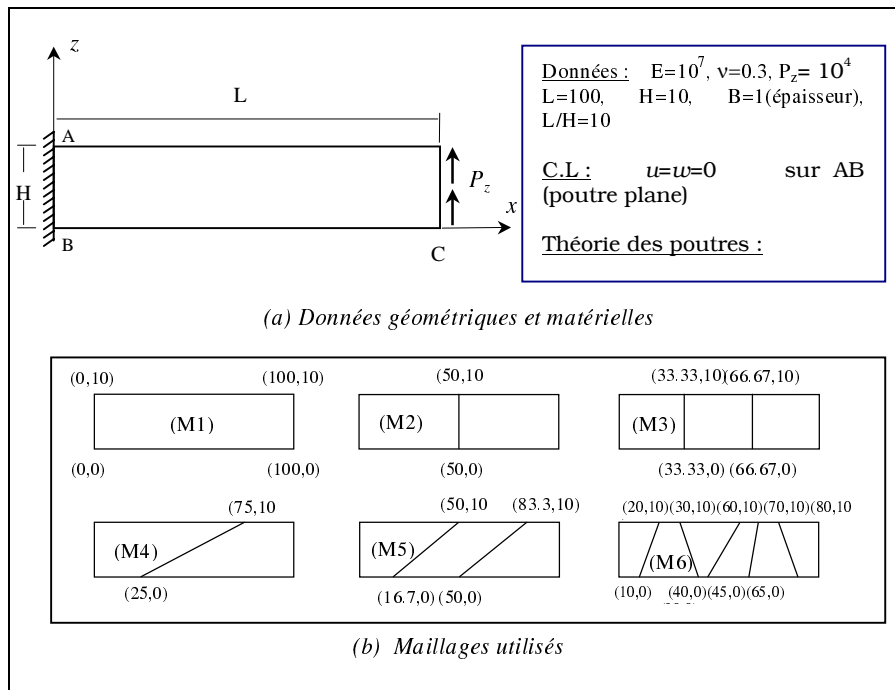 z
L
A
H
P_z
x
B
C
Données : E=10^7, ν=0.3, P_z= 10^4
L=100, H=10, B=1(épaisseur),
L/H=10
C.L : u=w=0 sur AB
(poutre plane)
Théorie des poutres :
(a) Données géométriques et matérielles
(0,10) (100,10) (50,10 (33.33,10)(66.67,10)
(M1) (M2) (M3)
(0,0) (100,0) (50,0) (33.33,0) (66.67,0)
(75,10 (50,10 (83.3,10) (20,10)(30,10)(60,10)(70,10)(80,10
(M4) (M5) (M6)
(25,0) (16.7,0) (50,0) (10,0) (40,0)(45,0)(65,0)
(b) Maillages utilisés